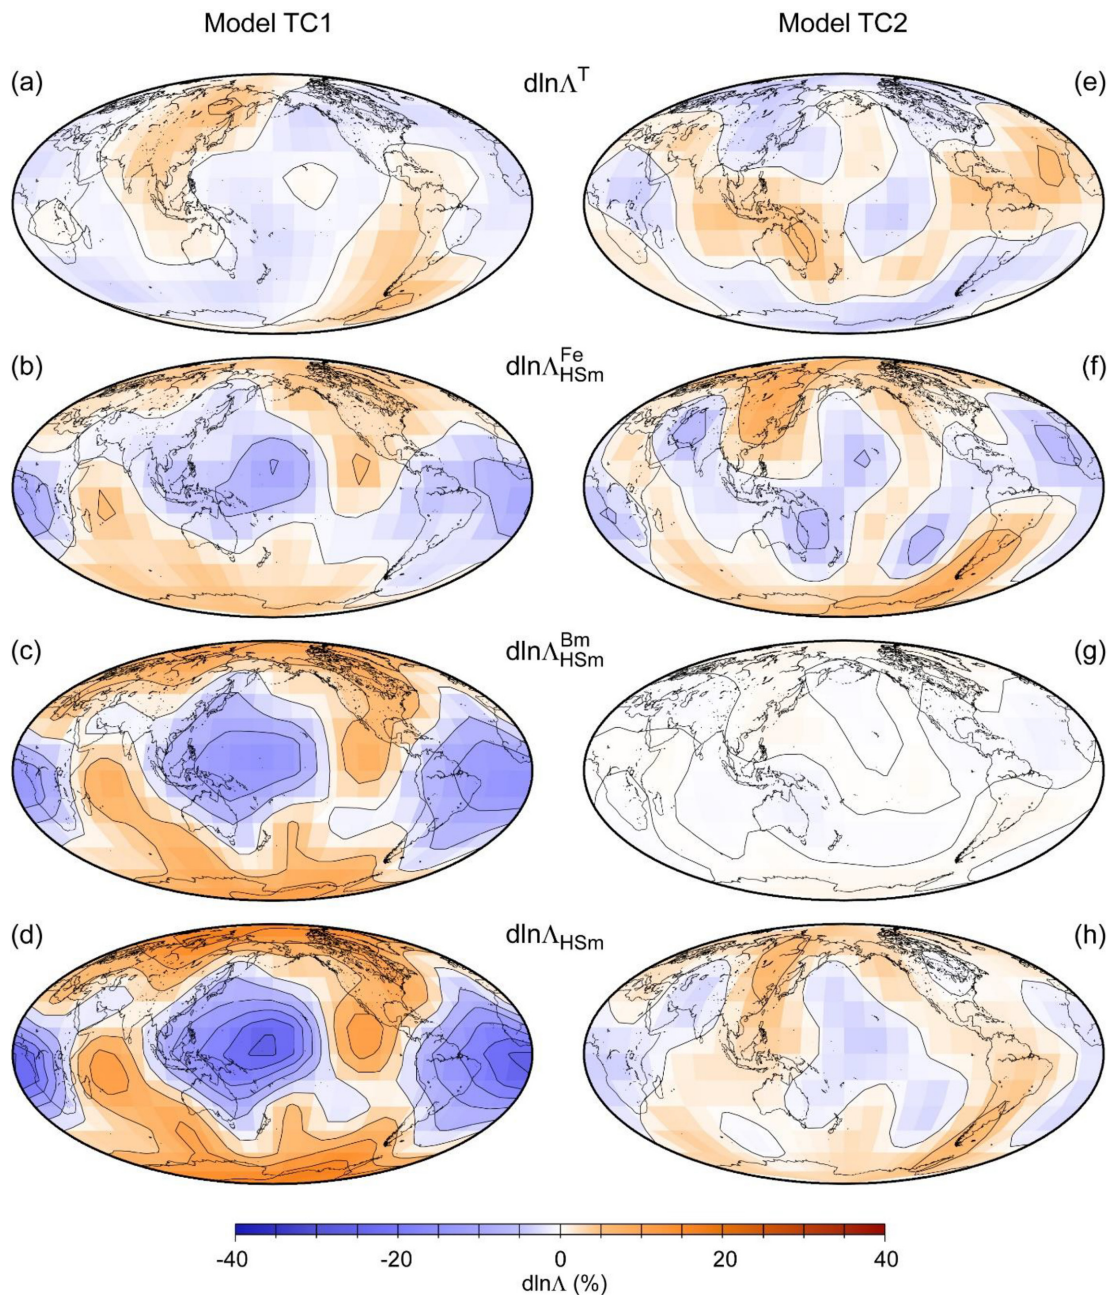 Model TC1 Model TC2
(a) dlnΛ^T (e)
(b) dlnΛ^Fe_HSm (f)
(c) dlnΛ^Bm_HSm (g)
(d) dlnΛ_HSm (h)
-40 -20 0 20 40
dlnΛ (%)